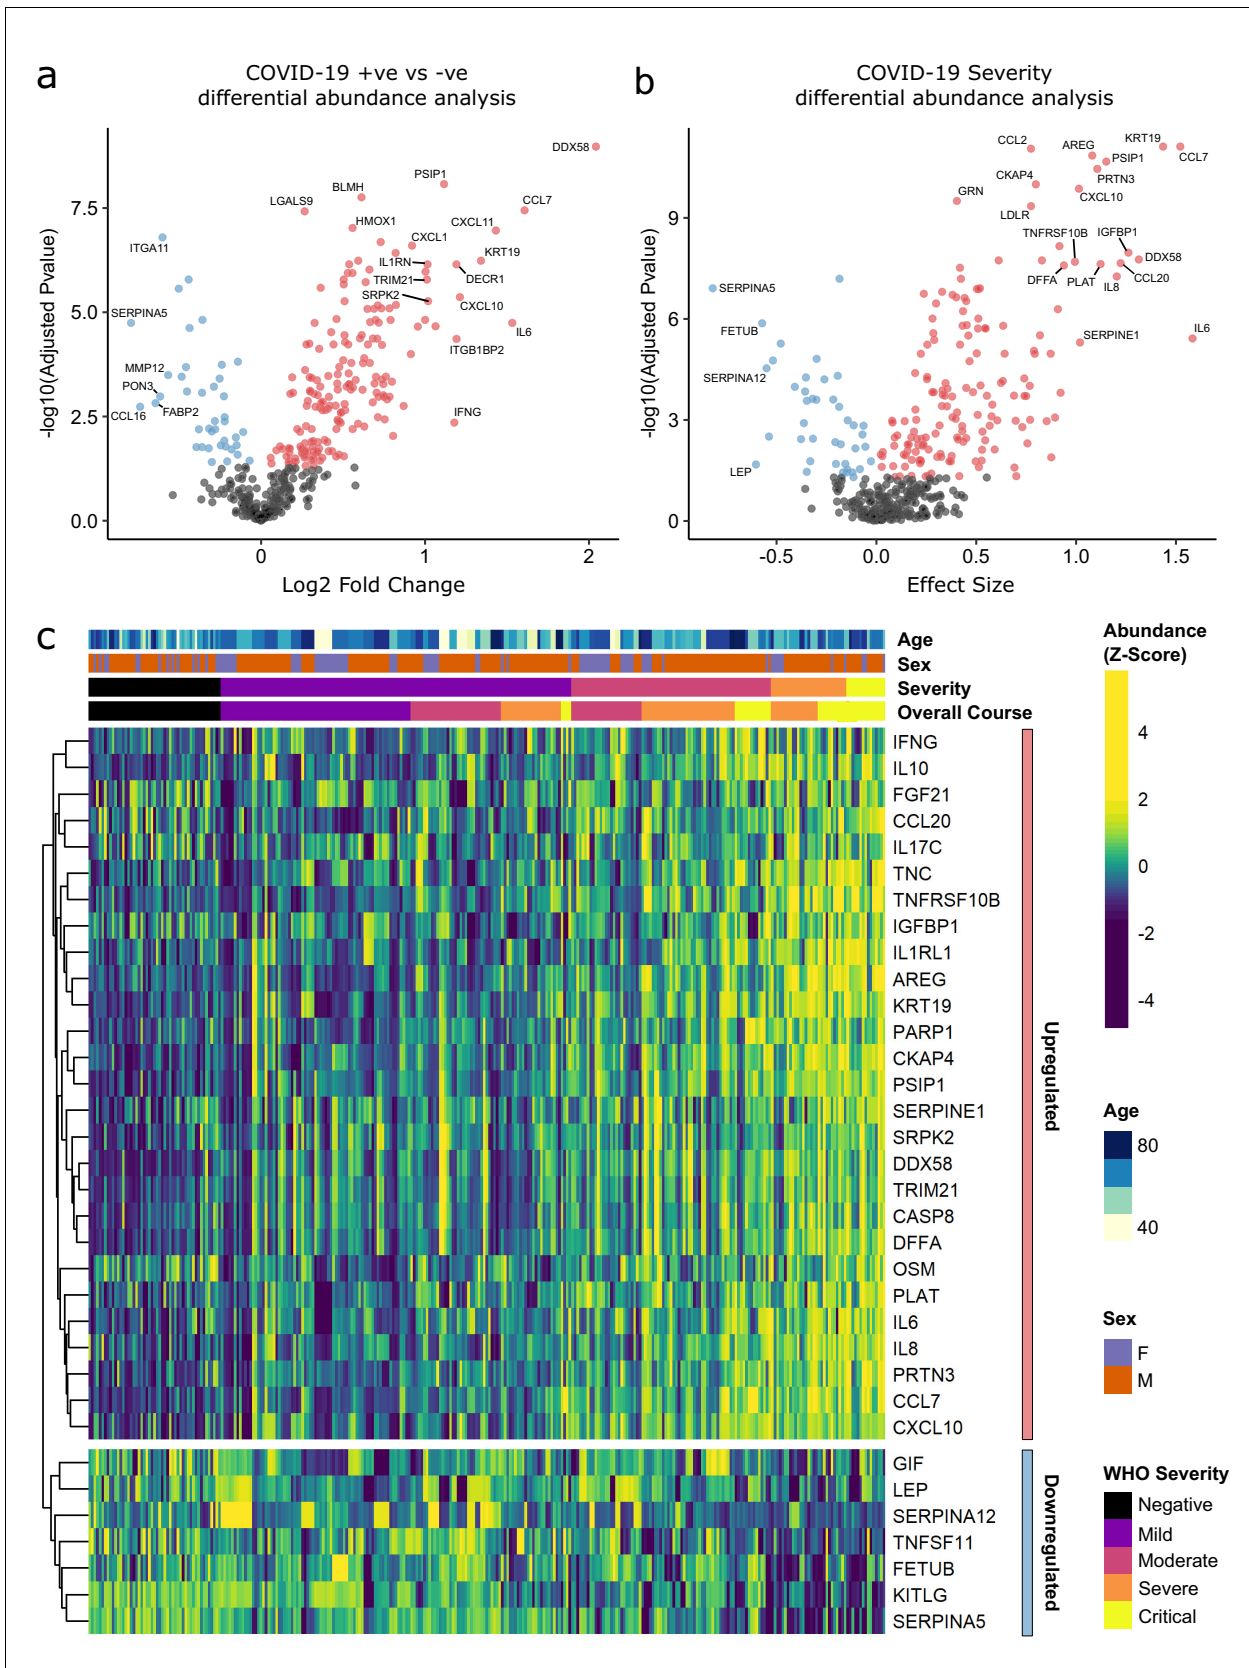 a
COVID-19 +ve vs -ve
differential abundance analysis
-log10(Adjusted Pvalue)
7.5
5.0
2.5
0.0
0
1
2
Log2 Fold Change
DDX58
PSIP1
BLMH
LGALS9
CCL7
HMOX1
CXCL11
CXCL1
ITGA11
KRT19
IL1RN
DECR1
TRIM21
SRPK2
CXCL10
SERPINA5
IL6
ITGB1BP2
MMP12
PON3
CCL16
FABP2
IFNG
b
COVID-19 Severity
differential abundance analysis
-log10(Adjusted Pvalue)
9
6
3
0
-0.5
0.0
0.5
1.0
1.5
Effect Size
CCL2
AREG
KRT19
PSIP1
CCL7
CKAP4
PRTN3
GRN
CXCL10
LDLR
TNFRSF10B
IGFBP1
DDX58
DFFA
PLAT
CCL20
IL8
SERPINA5
FETUB
SERPINE1
IL6
SERPINA12
LEP
c
Age
Sex
Severity
Overall Course
IFNG
IL10
FGF21
CCL20
IL17C
TNC
TNFRSF10B
IGFBP1
IL1RL1
AREG
KRT19
PARP1
CKAP4
PSIP1
SERPINE1
SRPK2
DDX58
TRIM21
CASP8
DFFA
OSM
PLAT
IL6
IL8
PRTN3
CCL7
CXCL10
Upregulated
GIF
LEP
SERPINA12
TNFSF11
FETUB
KITLG
SERPINA5
Downregulated
Abundance
(Z-Score)
4
2
0
-2
-4
Age
80
40
Sex
F
M
WHO Severity
Negative
Mild
Moderate
Severe
Critical